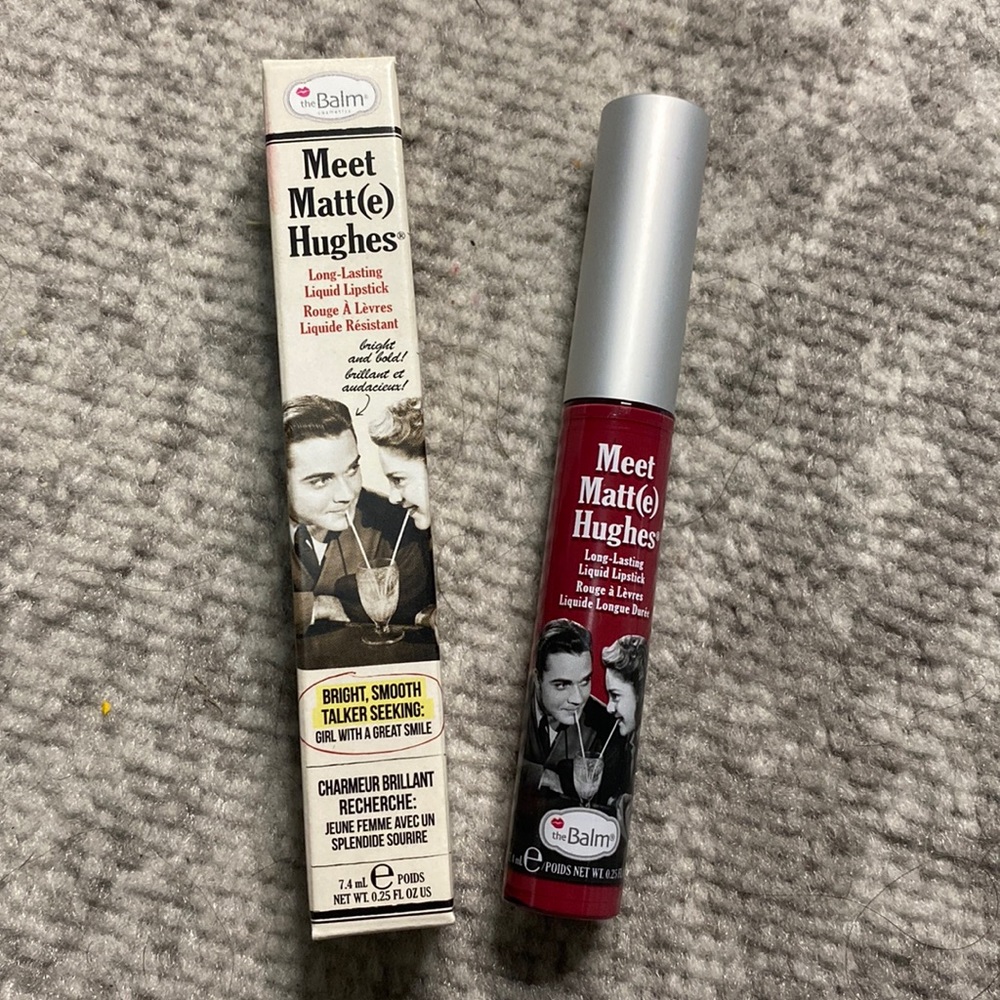 theBalm®
cosmetics
Meet
Matt(e)
Hughes®
Long-Lasting
Liquid Lipstick
Rouge À Lèvres
Liquide Résistant
bright
and bold!
brillant et
audacieux!
BRIGHT, SMOOTH
TALKER SEEKING:
GIRL WITH A GREAT SMILE
CHARMEUR BRILLANT
RECHERCHE:
JEUNE FEMME AVEC UN
SPLENDIDE SOURIRE
7.4 mL e POIDS
NET WT. 0.25 FL OZ US
Meet
Matt(e)
Hughes®
Long-Lasting
Liquid Lipstick
Rouge à Lèvres
Liquide Longue Durée
theBalm®
mL e/POIDS NET WT. 0.25